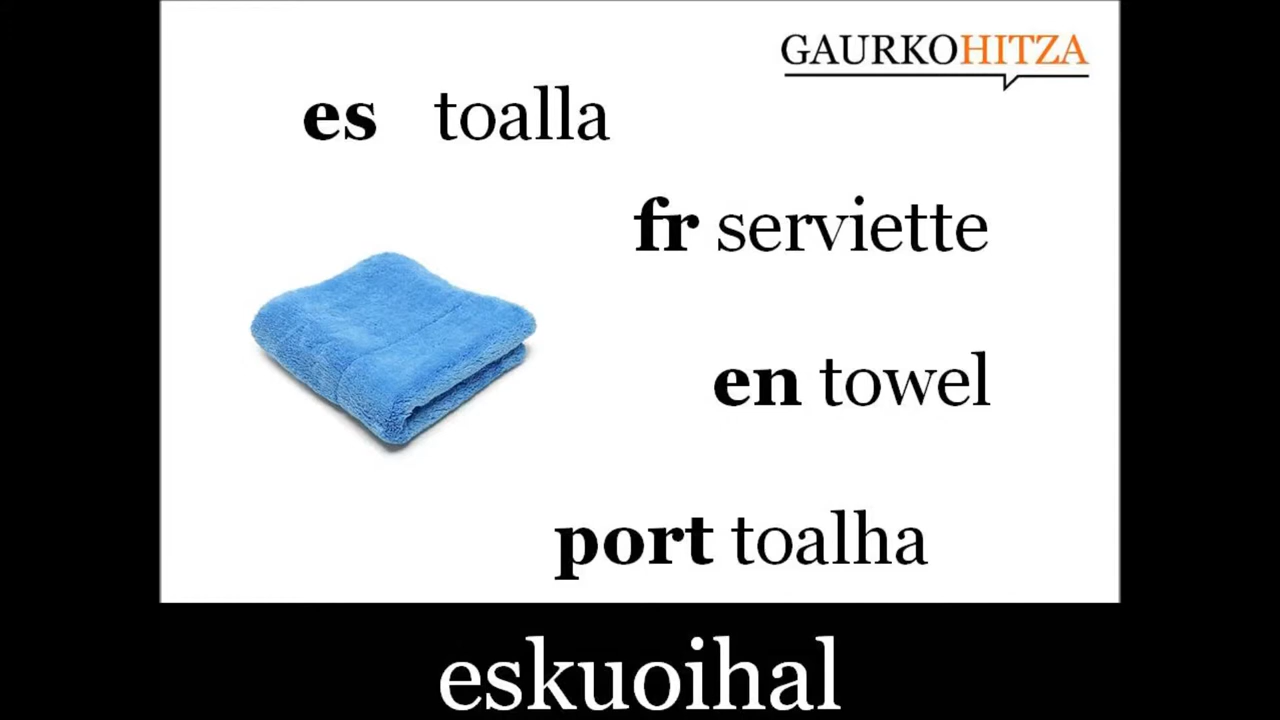 GAURKOHITZA
es toalla
fr serviette
en towel
port toalha
eskuoihal